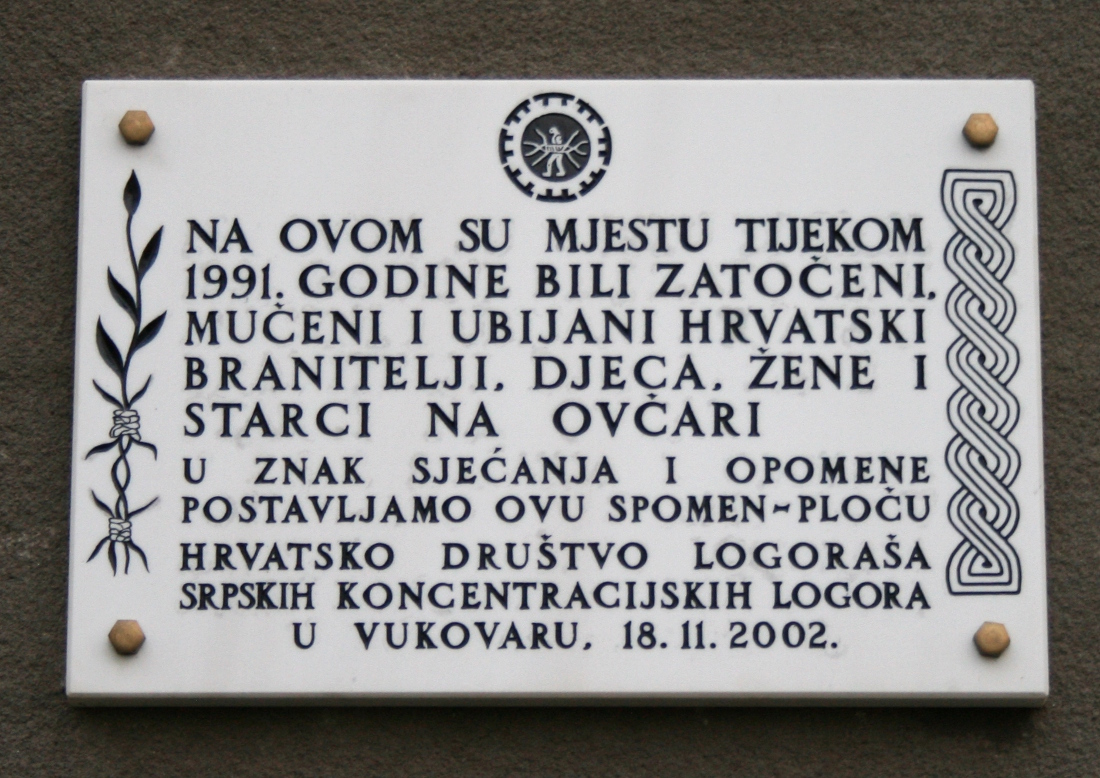 NA OVOM SU MJESTU TIJEKOM
1991. GODINE BILI ZATOČENI,
MUČENI I UBIJANI HRVATSKI
BRANITELJI, DJECA, ŽENE I
STARCI NA OVČARI
U ZNAK SJEĆANJA I OPOMENE
POSTAVLJAMO OVU SPOMEN-PLOČU
HRVATSKO DRUŠTVO LOGORAŠA
SRPSKIH KONCENTRACIJSKIH LOGORA
U VUKOVARU, 18. 11. 2002.